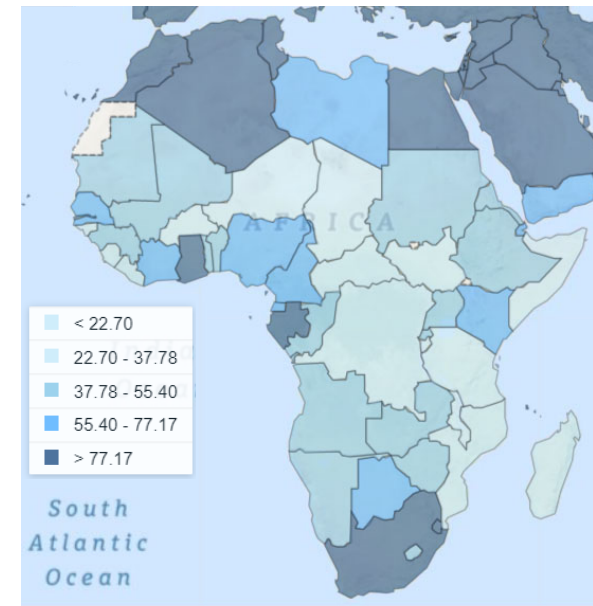 AFRICA
< 22.70
22.70 - 37.78
37.78 - 55.40
55.40 - 77.17
> 77.17
South
Atlantic
Ocean